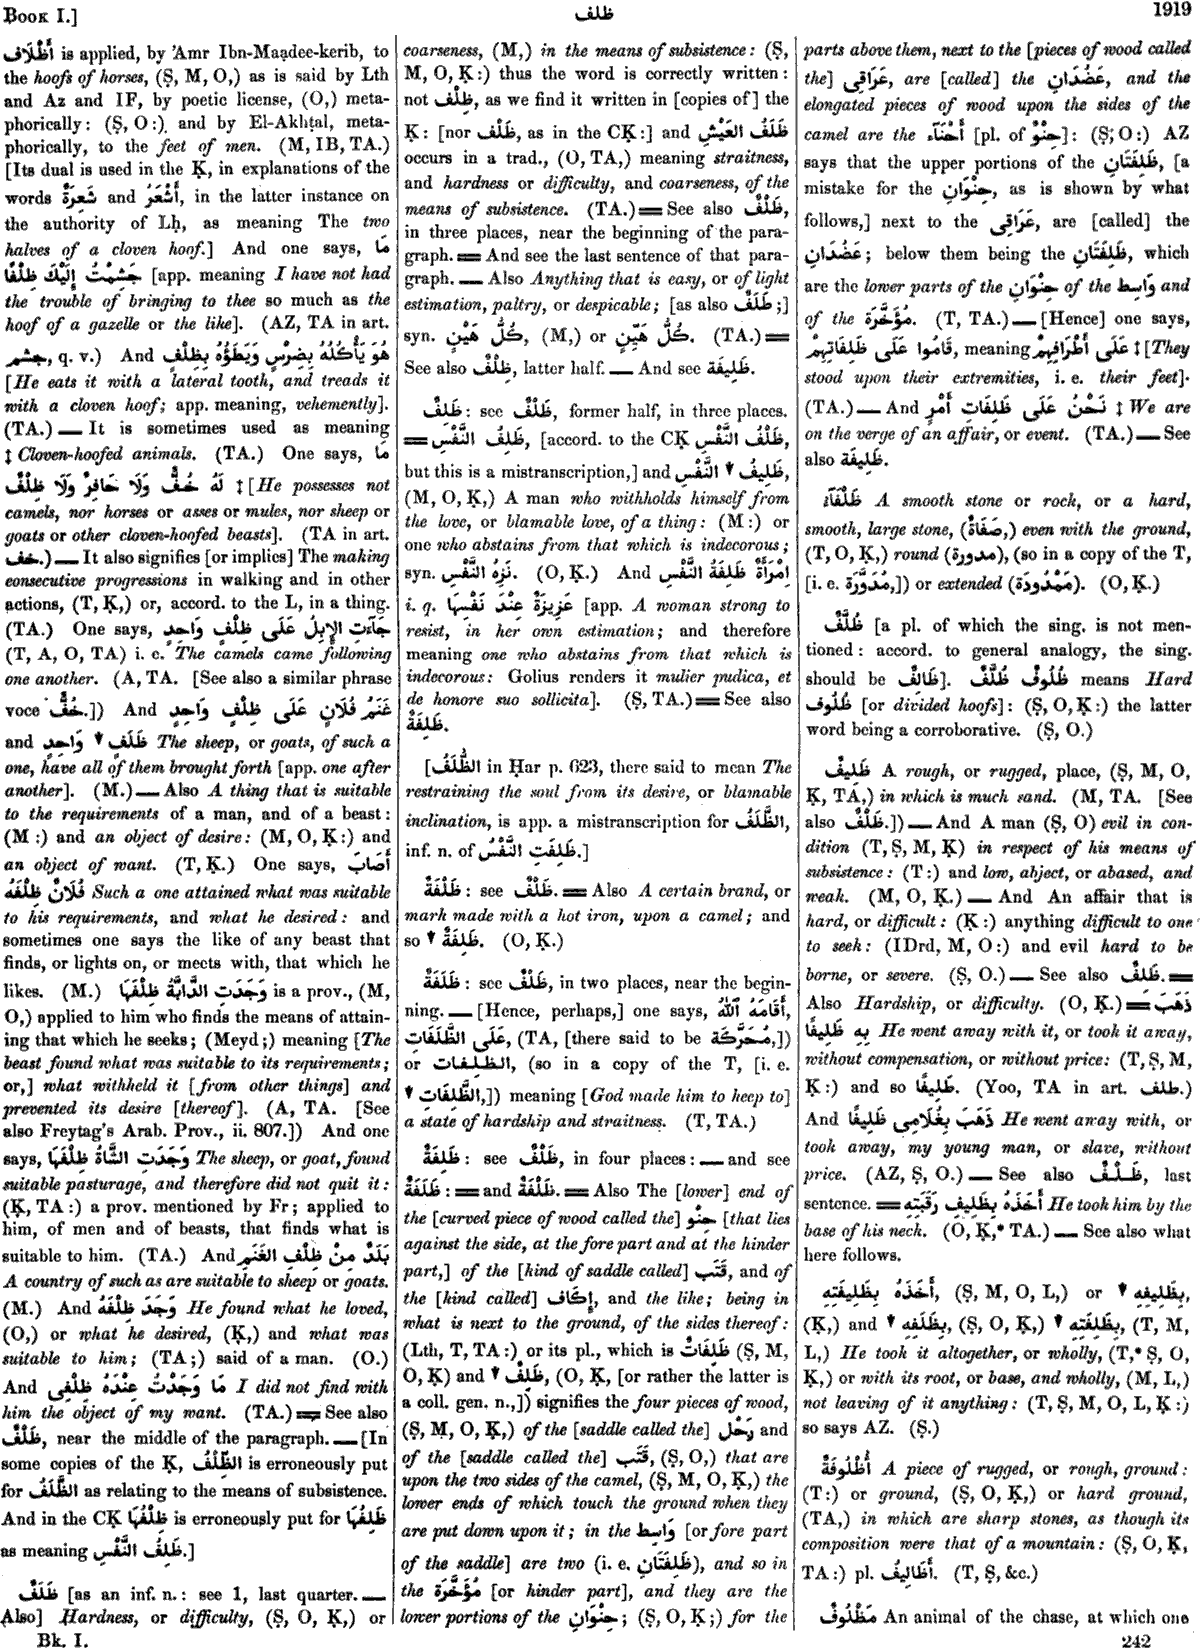 Book I.]
ظلف
1919
أَظْلَاف is applied, by 'Amr Ibn-Maạdee-kerib, to
the hoofs of horses, (Ṣ, M, O,) as is said by Lth
and Az and IF, by poetic license, (O,) meta-
phorically: (Ṣ, O:) and by El-Akhṭal, meta-
phorically, to the feet of men. (M, IB, TA.)
[Its dual is used in the Ḳ, in explanations of the
words شَعِرَةٌ and أَشْعَرُ, in the latter instance on
the authority of Lḥ, as meaning The two
halves of a cloven hoof.] And one says, مَا
جَشِمْتُ إِلَيْكَ ظِلْفًا [app. meaning I have not had
the trouble of bringing to thee so much as the
hoof of a gazelle or the like]. (AZ, TA in art.
جشم, q. v.) And هُوَ يَأْكُلُهُ بِضِرْسٍ وَيَطَؤُهُ بِظِلْفٍ
[He eats it with a lateral tooth, and treads it
with a cloven hoof; app. meaning, vehemently].
(TA.) — It is sometimes used as meaning
‡ Cloven-hoofed animals. (TA.) One says, مَا
لَهُ خُفٌّ وَلَا حَافِرٌ وَلَا ظِلْفٌ ‡ [He possesses not
camels, nor horses or asses or mules, nor sheep or
goats or other cloven-hoofed beasts]. (TA in art.
خف.) — It also signifies [or implies] The making
consecutive progressions in walking and in other
actions, (T, Ḳ,) or, accord. to the L, in a thing.
(TA.) One says, جَآءَتِ الإِبِلُ عَلَى ظِلْفٍ وَاحِدٍ
(T, A, O, TA) i. e. The camels came following
one another. (A, TA. [See also a similar phrase
voce خُفٌّ.]) And غَنَمُ فُلَانٍ عَلَى ظِلْفٍ وَاحِدٍ
and ظَلَفٍ ▼ وَاحِدٍ The sheep, or goats, of such a
one, have all of them brought forth [app. one after
another]. (M.) — Also A thing that is suitable
to the requirements of a man, and of a beast:
(M:) and an object of desire: (M, O, Ḳ:) and
an object of want. (T, Ḳ.) One says, أَصَابَ
فُلَانٌ ظِلْفَهُ Such a one attained what was suitable
to his requirements, and what he desired: and
sometimes one says the like of any beast that
finds, or lights on, or meets with, that which he
likes. (M.) وَجَدَتِ الدَّابَّةُ ظِلْفَهَا is a prov., (M,
O,) applied to him who finds the means of attain-
ing that which he seeks; (Meyd;) meaning [The
beast found what was suitable to its requirements;
or,] what withheld it [from other things] and
prevented its desire [thereof]. (A, TA. [See
also Freytag's Arab. Prov., ii. 807.]) And one
says, وَجَدَتِ الشَّاةُ ظِلْفَهَا The sheep, or goat, found
suitable pasturage, and therefore did not quit it:
(Ḳ, TA:) a prov. mentioned by Fr; applied to
him, of men and of beasts, that finds what is
suitable to him. (TA.) And بَلَدٌ مِنْ ظِلْفِ الغَنَمِ
A country of such as are suitable to sheep or goats.
(M.) And وَجَدَ ظِلْفَهُ He found what he loved,
(O,) or what he desired, (Ḳ,) and what was
suitable to him; (TA;) said of a man. (O.)
And مَا وَجَدْتُ عِنْدَهُ ظِلْفِى I did not find with
him the object of my want. (TA.) = See also
ظَلْفٌ, near the middle of the paragraph. — [In
some copies of the Ḳ, الظِّلْفُ is erroneously put
for الظَّلَفُ as relating to the means of subsistence.
And in the CK ظِلْفُهَا is erroneously put for ظَلِفُهَا
as meaning ظَلِفُ النَّفْسِ.]
ظَلَفٌ [as an inf. n.: see 1, last quarter. —
Also] Hardness, or difficulty, (Ṣ, O, Ḳ,) or
Bk. I.
coarseness, (M,) in the means of subsistence: (Ṣ,
M, O, Ḳ:) thus the word is correctly written:
not ظِلْف, as we find it written in [copies of] the
Ḳ: [nor ظَلْف, as in the CK:] and ظَلَفُ العَيْشِ
occurs in a trad., (O, TA,) meaning straitness,
and hardness or difficulty, and coarseness, of the
means of subsistence. (TA.) = See also ظَلْفٌ,
in three places, near the beginning of the para-
graph. = And see the last sentence of that para-
graph. — Also Anything that is easy, or of light
estimation, paltry, or despicable; [as also ظَلْفٌ;]
syn. كُلُّ هَيْنٍ, (M,) or كُلُّ هَيِّنٍ. (TA.) =
See also ظَلْفٌ, latter half. — And see ظَلِيفَة.
ظَلِفٌ: see ظَلْفٌ, former half, in three places.
= ظَلِفُ النَّفْسِ, [accord. to the CK ظَلْفُ النَّفْسِ,
but this is a mistranscription,] and ظَلِيفُ ▼ النَّفْسِ,
(M, O, Ḳ,) A man who withholds himself from
the love, or blamable love, of a thing: (M:) or
one who abstains from that which is indecorous;
syn. نَزِهُ النَّفْسِ. (O, Ḳ.) And اِمْرَأَةٌ ظَلِفَةُ النَّفْسِ
i. q. عَزِيزَةٌ عِنْدَ نَفْسِهَا [app. A woman strong to
resist, in her own estimation; and therefore
meaning one who abstains from that which is
indecorous: Golius renders it mulier pudica, et
de honore suo sollicita]. (Ṣ, TA.) = See also
ظَلِفَةٌ.
[الظُّلَفُ in Ḥar p. 623, there said to mean The
restraining the soul from its desire, or blamable
inclination, is app. a mistranscription for الظَّلَفُ,
inf. n. of ظَلِفَتِ النَّفْسُ.]
ظَلْفَةٌ: see ظَلْفٌ. = Also A certain brand, or
mark made with a hot iron, upon a camel; and
so ▼ ظَلِفَةٌ. (O, Ḳ.)
ظَلَفَةٌ: see ظَلْفٌ, in two places, near the begin-
ning. — [Hence, perhaps,] one says, أَقَامَهُ ٱللّٰهُ
عَلَى الظَّلَفَاتِ, (TA, [there said to be مُحَرَّكَة,])
or الظلفات, (so in a copy of the T, [i. e.
▼ الظَّلِفَاتِ,]) meaning [God made him to keep to]
a state of hardship and straitness. (T, TA.)
ظَلِفَةٌ: see ظَلْفٌ, in four places: — and see
ظَلَفَةٌ: = and ظَلْفَةٌ. = Also The [lower] end of
the [curved piece of wood called the] حِنْو [that lies
against the side, at the fore part and at the hinder
part,] of the [kind of saddle called] قَتَب, and of
the [kind called] إِكَاف, and the like; being in
what is next to the ground, of the sides thereof:
(Lth, T, TA:) or its pl., which is ظَلِفَاتٌ (Ṣ, M,
O, Ḳ) and ▼ ظَلِفٌ, (O, Ḳ, [or rather the latter is
a coll. gen. n.,]) signifies the four pieces of wood,
(Ṣ, M, O, Ḳ,) of the [saddle called the] رَحْل and
of the [saddle called the] قَتَب, (Ṣ, O,) that are
upon the two sides of the camel, (Ṣ, M, O, Ḳ,) the
lower ends of which touch the ground when they
are put down upon it; in the وَاسِط [or fore part
of the saddle] are two (i. e. ظَلِفَتَانِ), and so in
the مُؤَخَّرَة [or hinder part], and they are the
lower portions of the حِنْوَانِ; (Ṣ, O, Ḳ;) for the
parts above them, next to the [pieces of wood called
the] عَرَاقِى, are [called] the عَضُدَانِ, and the
elongated pieces of wood upon the sides of the
camel are the أَحْنَآء [pl. of حِنْوٌ]: (Ṣ, O:) AZ
says that the upper portions of the ظَلِفَتَانِ, [a
mistake for the حِنْوَانِ, as is shown by what
follows,] next to the عَرَاقِى, are [called] the
عَضُدَانِ; below them being the ظَلِفَتَانِ, which
are the lower parts of the حِنْوَانِ of the وَاسِط and
of the مُؤَخَّرَة. (T, TA.) — [Hence] one says,
قَامُوا عَلَى ظَلِفَاتِهِمْ, meaning عَلَى أَطْرَافِهِمْ ‡ [They
stood upon their extremities, i. e. their feet].
(TA.) — And نَحْنُ عَلَى ظَلِفَاتِ أَمْرٍ ‡ We are
on the verge of an affair, or event. (TA.) — See
also ظَلِيفَة.
ظَلْفَآءُ A smooth stone or rock, or a hard,
smooth, large stone, (صَفَاةٌ,) even with the ground,
(T, O, Ḳ,) round (مدورة), (so in a copy of the T,
[i. e. مُدَوَّرَة,]) or extended (مَمْدُودَة). (O, Ḳ.)
ظُلَّفٌ [a pl. of which the sing. is not men-
tioned: accord. to general analogy, the sing.
should be ظَالِفٌ]. ظُلُوفٌ ظُلَّفٌ means Hard
ظُلُوف [or divided hoofs]: (Ṣ, O, Ḳ:) the latter
word being a corroborative. (Ṣ, O.)
ظَلِيفٌ A rough, or rugged, place, (Ṣ, M, O,
Ḳ, TA,) in which is much sand. (M, TA. [See
also ظَلْفٌ.]) — And A man (Ṣ, O) evil in con-
dition (T, Ṣ, M, Ḳ) in respect of his means of
subsistence: (T:) and low, abject, or abased, and
weak. (M, O, Ḳ.) — And An affair that is
hard, or difficult: (Ḳ:) anything difficult to one
to seek: (IDrd, M, O:) and evil hard to be
borne, or severe. (Ṣ, O.) — See also ظَلِفٌ. =
Also Hardship, or difficulty. (O, Ḳ.) = ذَهَبَ
بِهِ ظَلِيفًا He went away with it, or took it away,
without compensation, or without price: (T, Ṣ, M,
Ḳ:) and so طَلِيفًا. (Yoo, TA in art. طلف.)
And ذَهَبَ بِغُلَامِى ظَلِيفًا He went away with, or
took away, my young man, or slave, without
price. (AZ, Ṣ, O.) — See also ظَلْفٌ, last
sentence. = أَخَذَهُ بِظَلِيفِ رَقَبَتِهِ He took him by the
base of his neck. (O, Ḳ,* TA.) — See also what
here follows.
أَخَذَهُ بِظَلِيفَتِهِ, (Ṣ, M, O, L,) or ▼ بِظَلِيفِهِ,
(Ḳ,) and ▼ بِظَلَفِهِ, (Ṣ, O, Ḳ,) ▼ بِظَلِفَتِهِ, (T, M,
L,) He took it altogether, or wholly, (T,* Ṣ, O,
Ḳ,) or with its root, or base, and wholly, (M, L,)
not leaving of it anything: (T, Ṣ, M, O, L, Ḳ:)
so says AZ. (Ṣ.)
أُظْلُوفَةٌ A piece of rugged, or rough, ground:
(T:) or ground, (Ṣ, O, Ḳ,) or hard ground,
(TA,) in which are sharp stones, as though its
composition were that of a mountain: (Ṣ, O, Ḳ,
TA:) pl. أَظَالِيفُ. (T, Ṣ, &c.)
مَظْلُوفٌ An animal of the chase, at which one
242